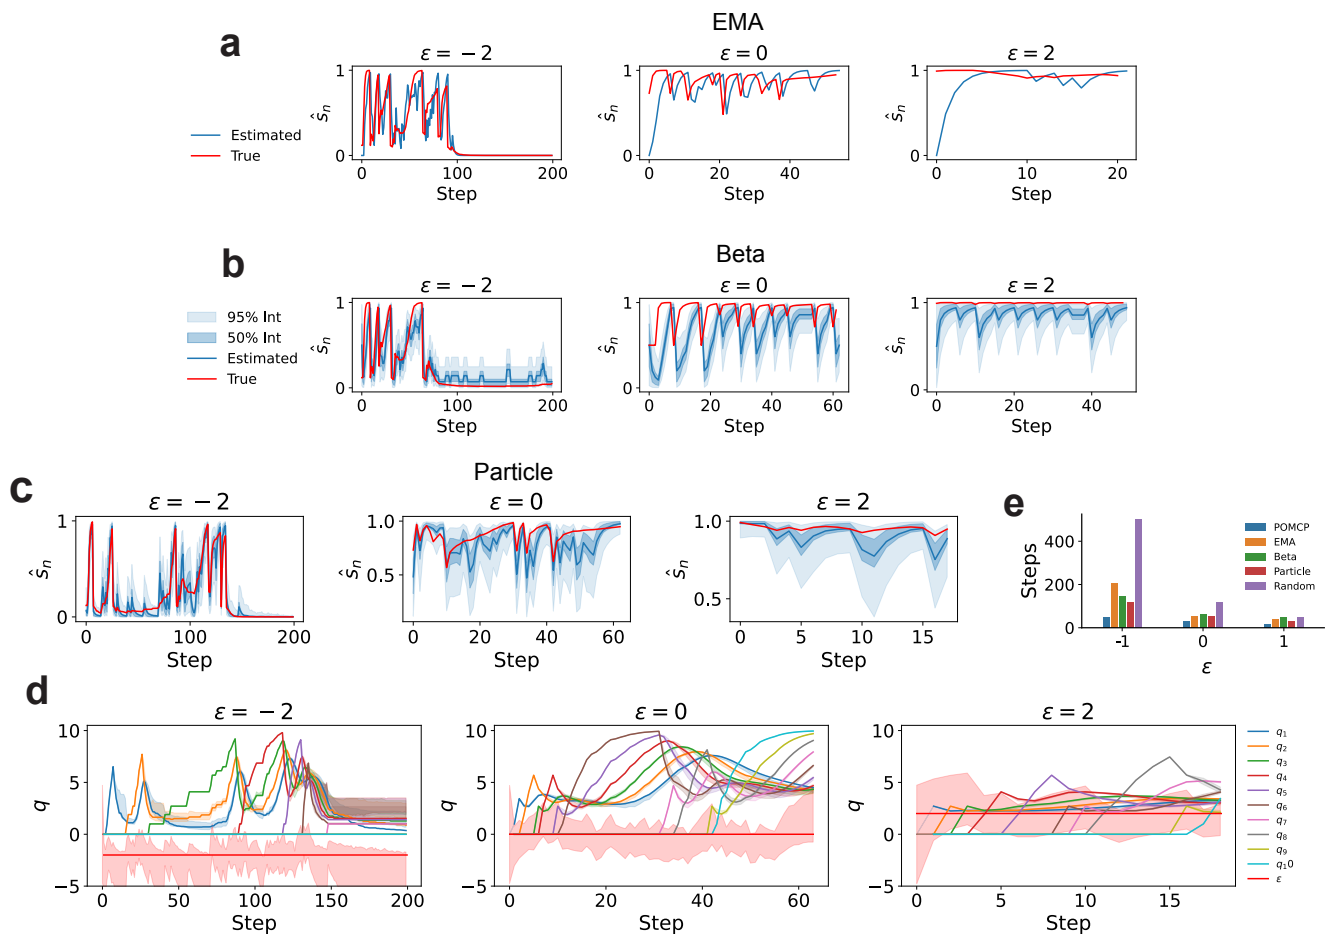 a
EMA
ε = −2
ε = 0
ε = 2
Estimated
True
ŝn
1
0
0
100
200
Step
ŝn
1
0
0
20
40
Step
ŝn
1
0
0
10
20
Step
b
Beta
ε = −2
ε = 0
ε = 2
95% Int
50% Int
Estimated
True
ŝn
1
0
0
100
200
Step
ŝn
1
0
0
20
40
60
Step
ŝn
1
0
0
20
40
Step
c
Particle
ε = −2
ε = 0
ε = 2
ŝn
1
0
0
100
200
Step
ŝn
1.0
0.5
0
20
40
60
Step
ŝn
1.0
0.5
0
5
10
15
Step
e
Steps
400
200
0
-1
0
1
ε
POMCP
EMA
Beta
Particle
Random
d
ε = −2
ε = 0
ε = 2
q
10
5
0
−5
0
50
100
150
200
Step
q
10
5
0
−5
0
20
40
60
Step
q
10
5
0
−5
0
5
10
15
Step
q1
q2
q3
q4
q5
q6
q7
q8
q9
q10
ε